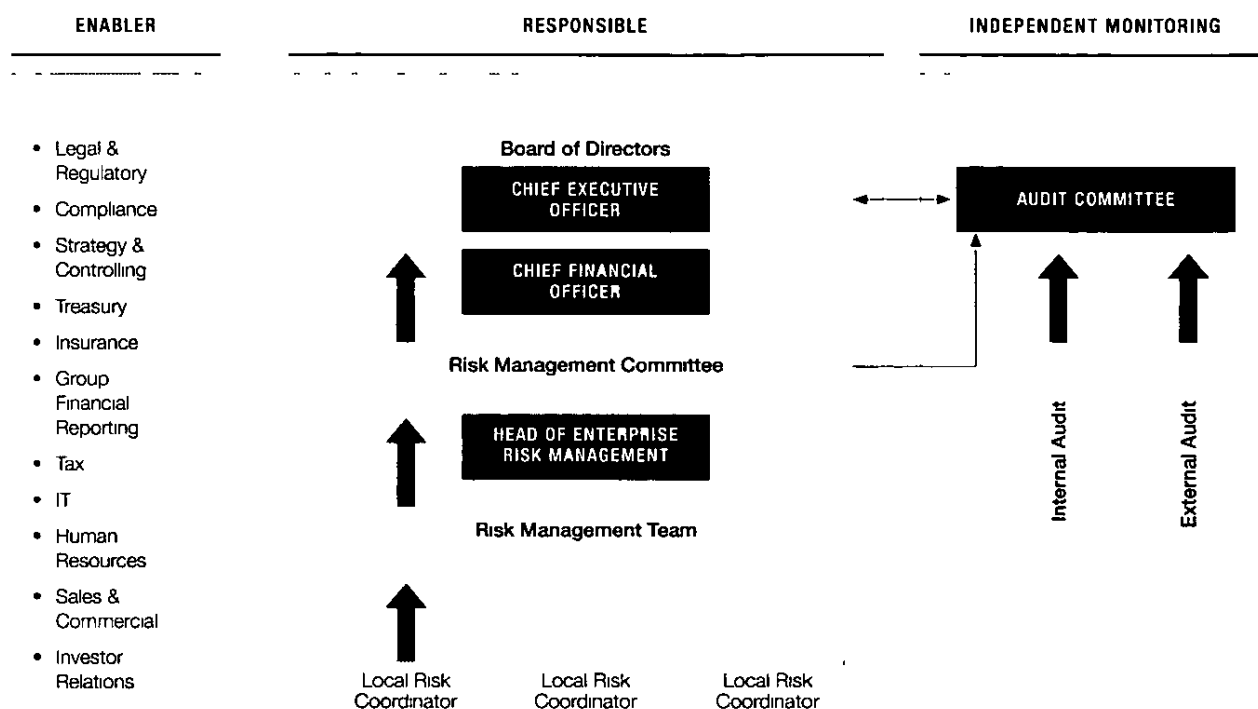 ENABLER
RESPONSIBLE
INDEPENDENT MONITORING
• Legal &
Regulatory
• Compliance
• Strategy &
Controlling
• Treasury
• Insurance
• Group
Financial
Reporting
• Tax
• IT
• Human
Resources
• Sales &
Commercial
• Investor
Relations
Board of Directors
CHIEF EXECUTIVE
OFFICER
CHIEF FINANCIAL
OFFICER
Risk Management Committee
HEAD OF ENTERPRISE
RISK MANAGEMENT
Risk Management Team
Local Risk
Coordinator
Local Risk
Coordinator
Local Risk
Coordinator
AUDIT COMMITTEE
Internal Audit
External Audit